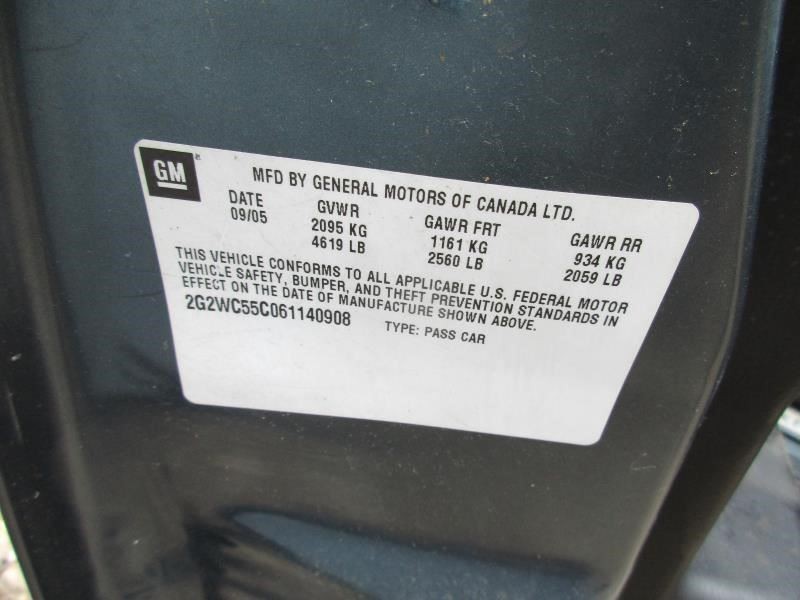 GM
MFD BY GENERAL MOTORS OF CANADA LTD.
DATE GVWR GAWR FRT GAWR RR
09/05 2095 KG 1161 KG 934 KG
4619 LB 2560 LB 2059 LB
THIS VEHICLE CONFORMS TO ALL APPLICABLE U.S. FEDERAL MOTOR
VEHICLE SAFETY, BUMPER, AND THEFT PREVENTION STANDARDS IN
EFFECT ON THE DATE OF MANUFACTURE SHOWN ABOVE.
2G2WC55C061140908 TYPE: PASS CAR